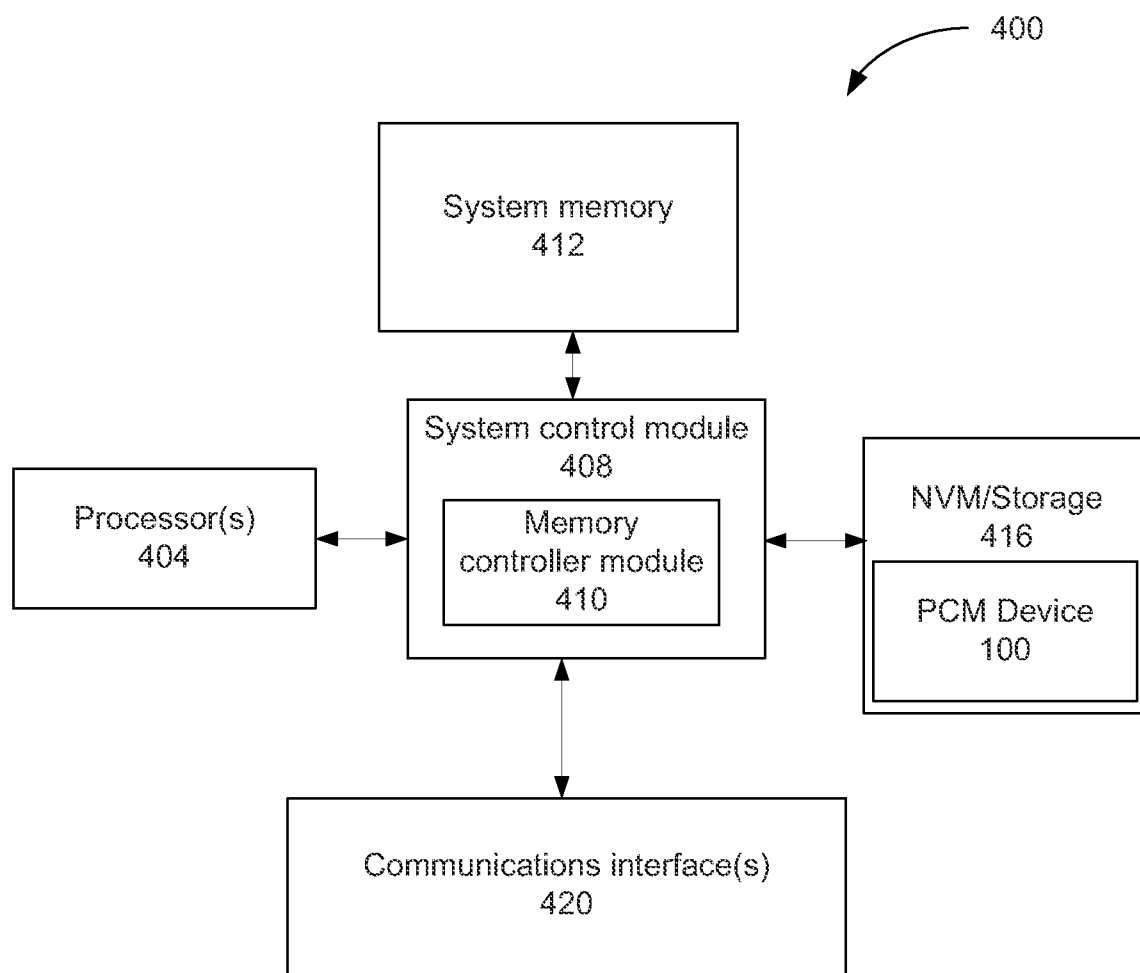 400
System memory
412
System control module
408
Memory
controller module
410
Processor(s)
404
NVM/Storage
416
PCM Device
100
Communications interface(s)
420